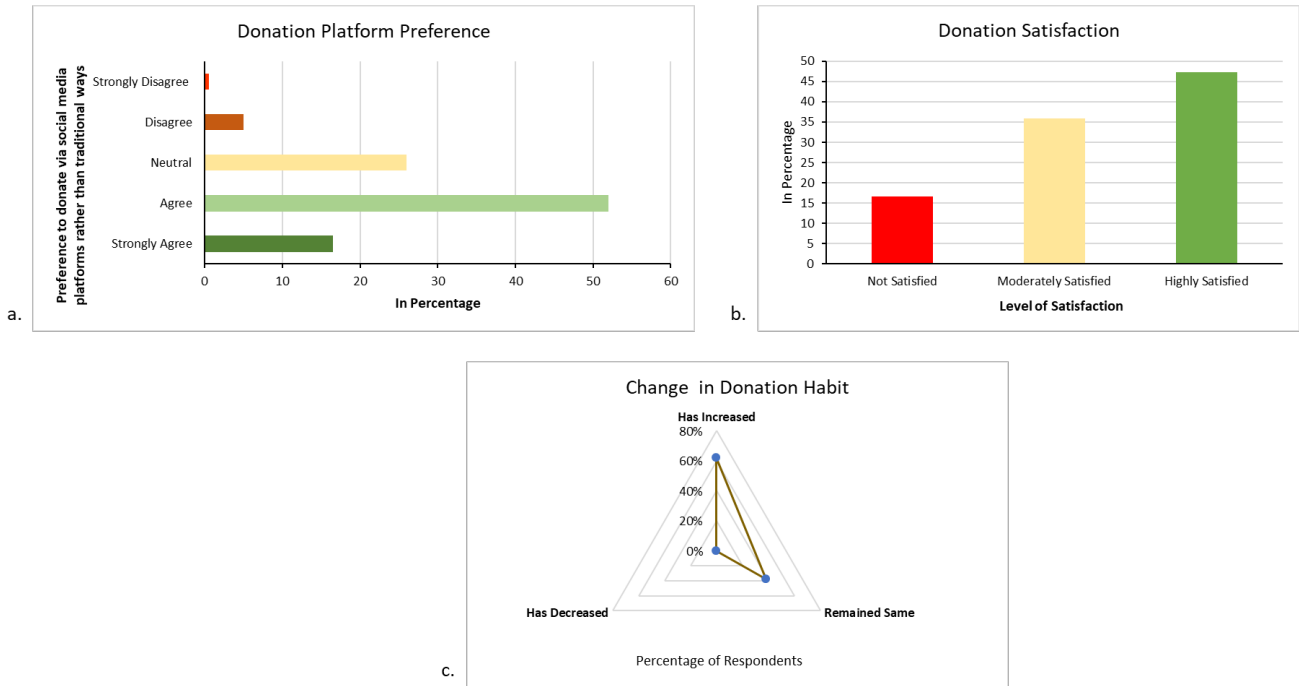 Donation Platform Preference
Preference to donate via social media
platforms rather than traditional ways
Strongly Disagree
Disagree
Neutral
Agree
Strongly Agree
0 10 20 30 40 50 60
In Percentage
a.
Donation Satisfaction
In Percentage
50
45
40
35
30
25
20
15
10
5
0
Not Satisfied Moderately Satisfied Highly Satisfied
Level of Satisfaction
b.
Change in Donation Habit
Has Increased
80%
60%
40%
20%
0%
Has Decreased Remained Same
Percentage of Respondents
c.